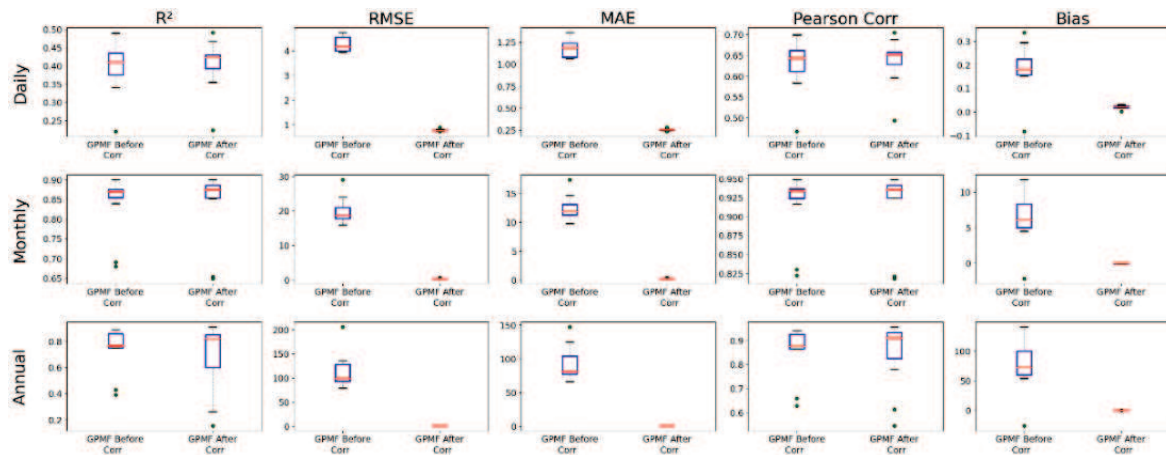 R² RMSE MAE Pearson Corr Bias
Daily
0.50 0.45 0.40 0.35 0.30 0.25
4 3 2 1
1.25 1.00 0.75 0.50 0.25
0.70 0.65 0.60 0.55 0.50
0.3 0.2 0.1 0.0 −0.1
GPMF Before Corr GPMF After Corr GPMF Before Corr GPMF After Corr GPMF Before Corr GPMF After Corr GPMF Before Corr GPMF After Corr GPMF Before Corr GPMF After Corr
Monthly
0.90 0.85 0.80 0.75 0.70 0.65
30 20 10 0
15 10 5 0
0.950 0.925 0.900 0.875 0.850 0.825
10 5 0
GPMF Before Corr GPMF After Corr GPMF Before Corr GPMF After Corr GPMF Before Corr GPMF After Corr GPMF Before Corr GPMF After Corr GPMF Before Corr GPMF After Corr
Annual
0.8 0.6 0.4 0.2
200 150 100 50 0
150 100 50 0
0.9 0.8 0.7 0.6
100 50 0
GPMF Before Corr GPMF After Corr GPMF Before Corr GPMF After Corr GPMF Before Corr GPMF After Corr GPMF Before Corr GPMF After Corr GPMF Before Corr GPMF After Corr